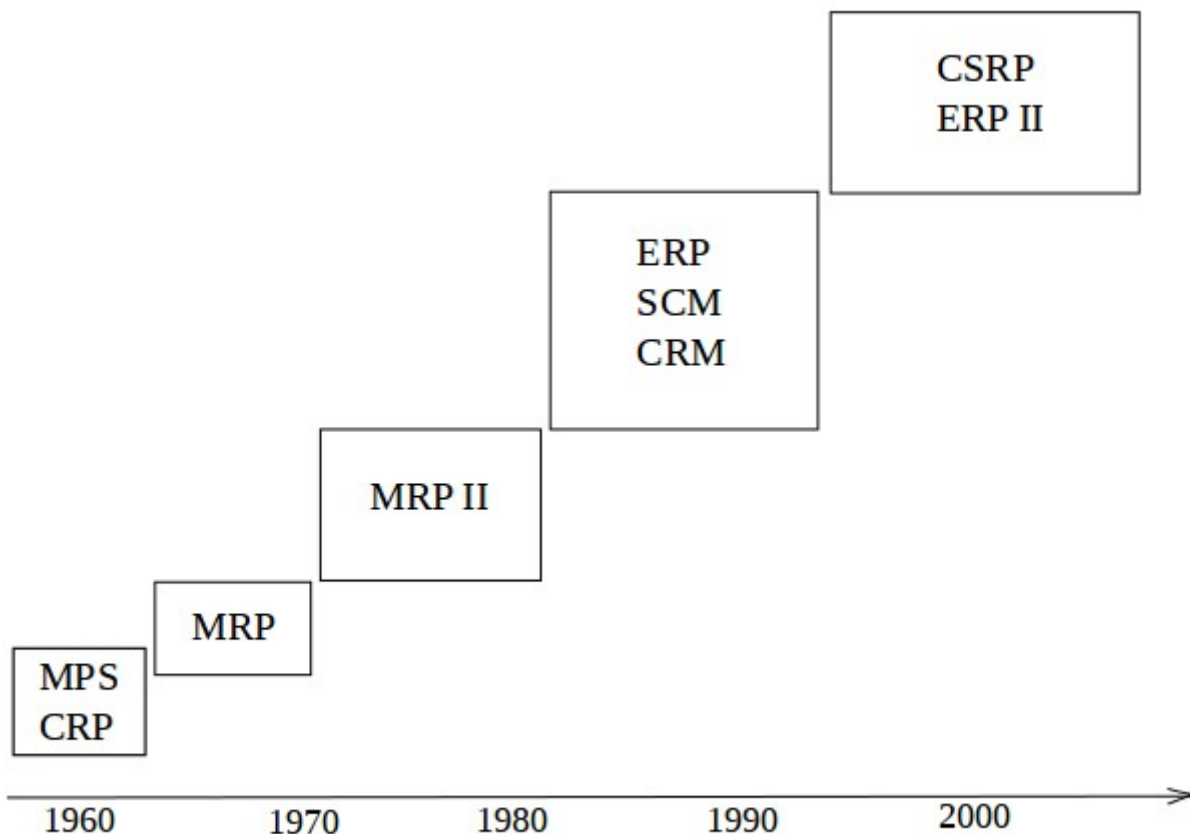 CSRP
ERP II
ERP
SCM
CRM
MRP II
MRP
MPS
CRP
1960 1970 1980 1990 2000